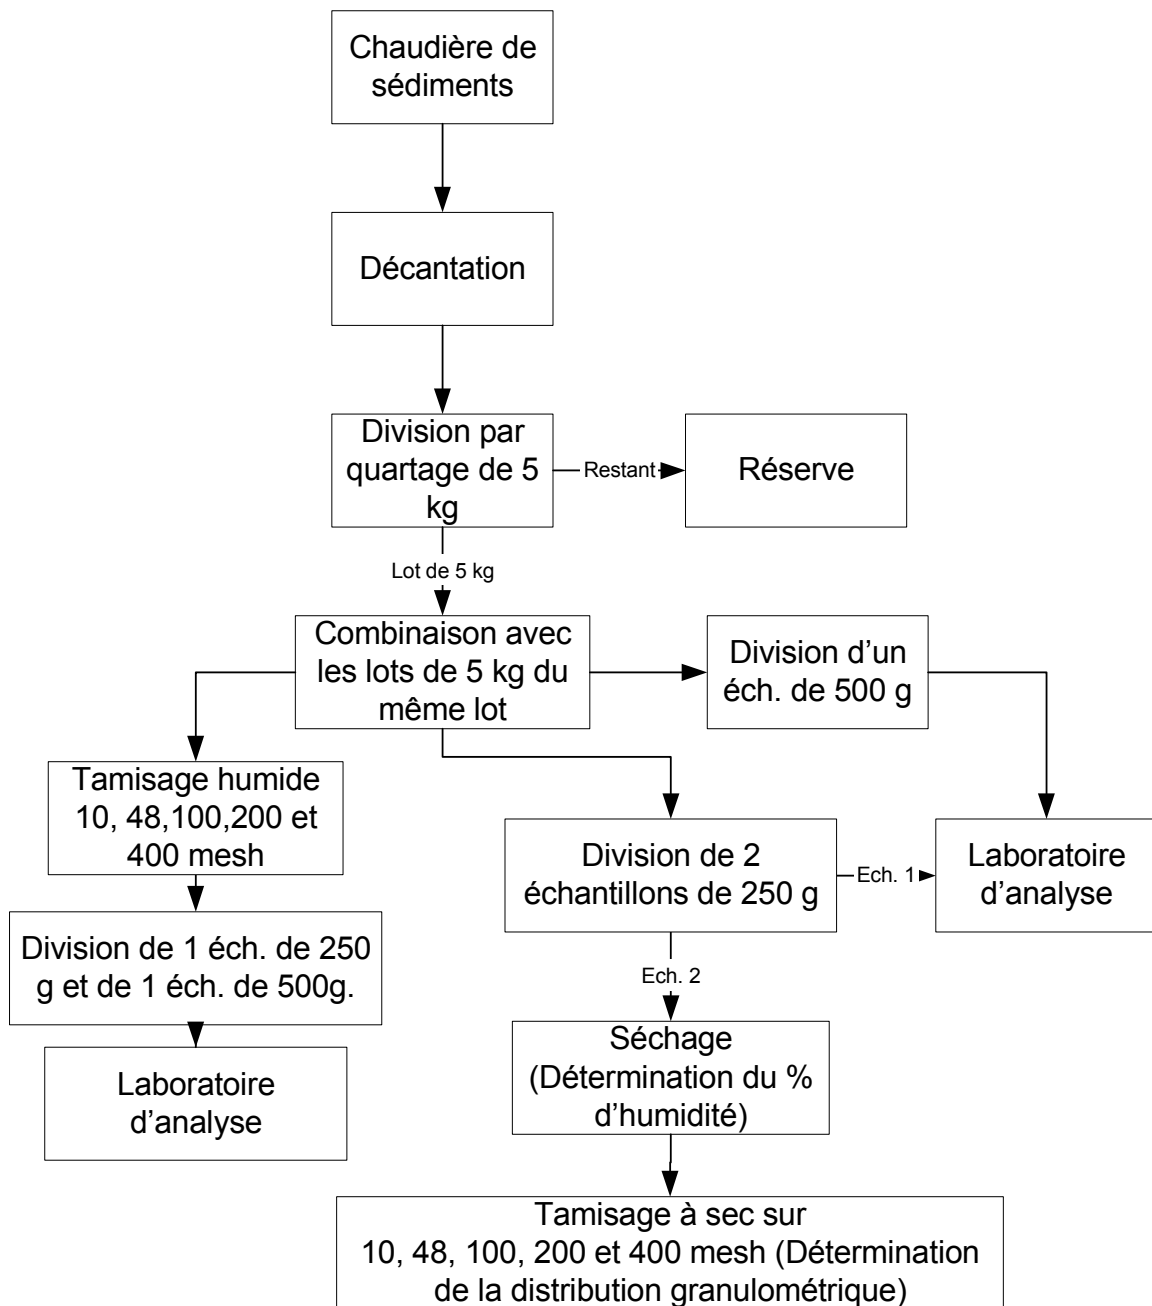 Chaudière de
sédiments
Décantation
Division par
quartage de 5
kg
Restant
Réserve
Lot de 5 kg
Combinaison avec
les lots de 5 kg du
même lot
Division d’un
éch. de 500 g
Tamisage humide
10, 48,100,200 et
400 mesh
Division de 2
échantillons de 250 g
Ech. 1
Laboratoire
d’analyse
Division de 1 éch. de 250
g et de 1 éch. de 500g.
Ech. 2
Laboratoire
d’analyse
Séchage
(Détermination du %
d’humidité)
Tamisage à sec sur
10, 48, 100, 200 et 400 mesh (Détermination
de la distribution granulométrique)